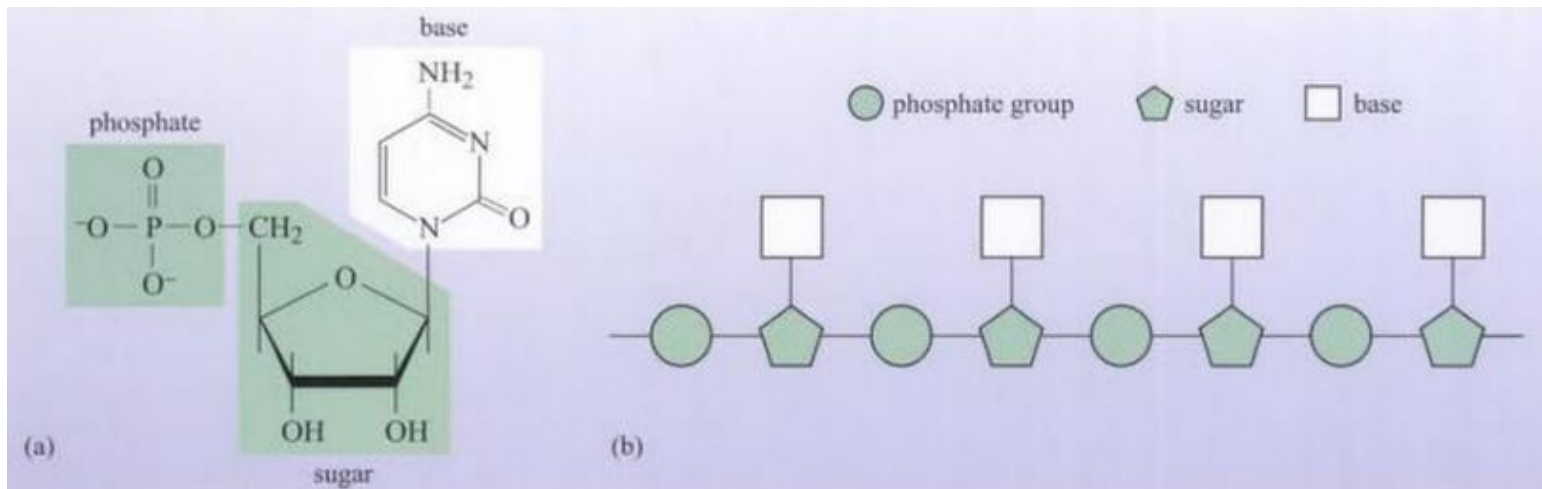 base
NH₂
phosphate
O
⁻O–P–O–CH₂
O⁻
N
N
O
O
OH OH
sugar
(a)
phosphate group sugar base
(b)